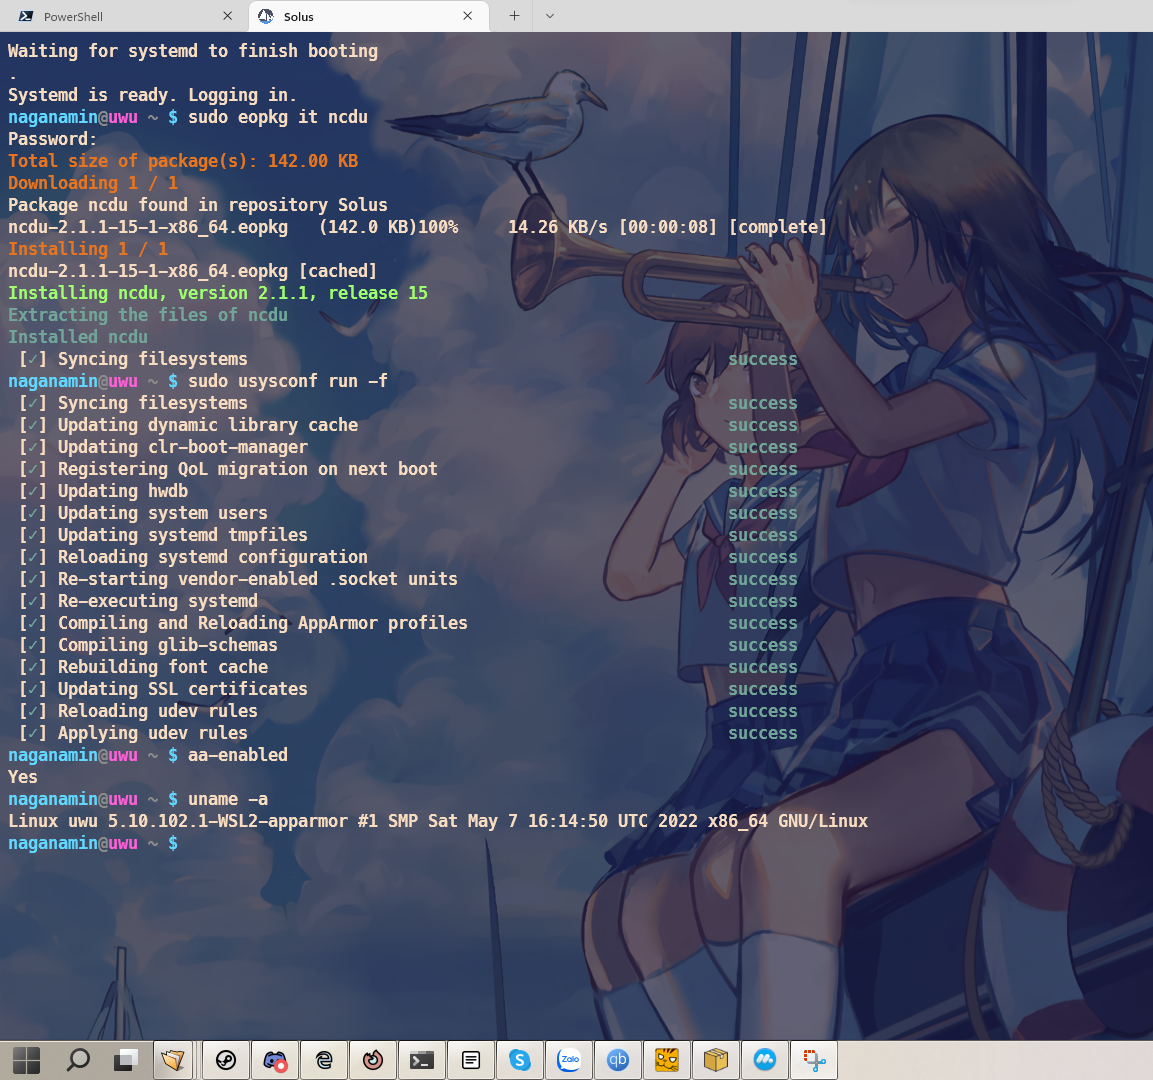 PowerShell
Solus
Waiting for systemd to finish booting
.
Systemd is ready. Logging in.
naganamin@uwu ~ $ sudo eopkg it ncdu
Password:
Total size of package(s): 142.00 KB
Downloading 1 / 1
Package ncdu found in repository Solus
ncdu-2.1.1-15-1-x86_64.eopkg (142.0 KB)100% 14.26 KB/s [00:00:08] [complete]
Installing 1 / 1
ncdu-2.1.1-15-1-x86_64.eopkg [cached]
Installing ncdu, version 2.1.1, release 15
Extracting the files of ncdu
Installed ncdu
[✓] Syncing filesystems success
naganamin@uwu ~ $ sudo usysconf run -f
[✓] Syncing filesystems success
[✓] Updating dynamic library cache success
[✓] Updating clr-boot-manager success
[✓] Registering QoL migration on next boot success
[✓] Updating hwdb success
[✓] Updating system users success
[✓] Updating systemd tmpfiles success
[✓] Reloading systemd configuration success
[✓] Re-starting vendor-enabled .socket units success
[✓] Re-executing systemd success
[✓] Compiling and Reloading AppArmor profiles success
[✓] Compiling glib-schemas success
[✓] Rebuilding font cache success
[✓] Updating SSL certificates success
[✓] Reloading udev rules success
[✓] Applying udev rules success
naganamin@uwu ~ $ aa-enabled
Yes
naganamin@uwu ~ $ uname -a
Linux uwu 5.10.102.1-WSL2-apparmor #1 SMP Sat May 7 16:14:50 UTC 2022 x86_64 GNU/Linux
naganamin@uwu ~ $
Zalo
qb